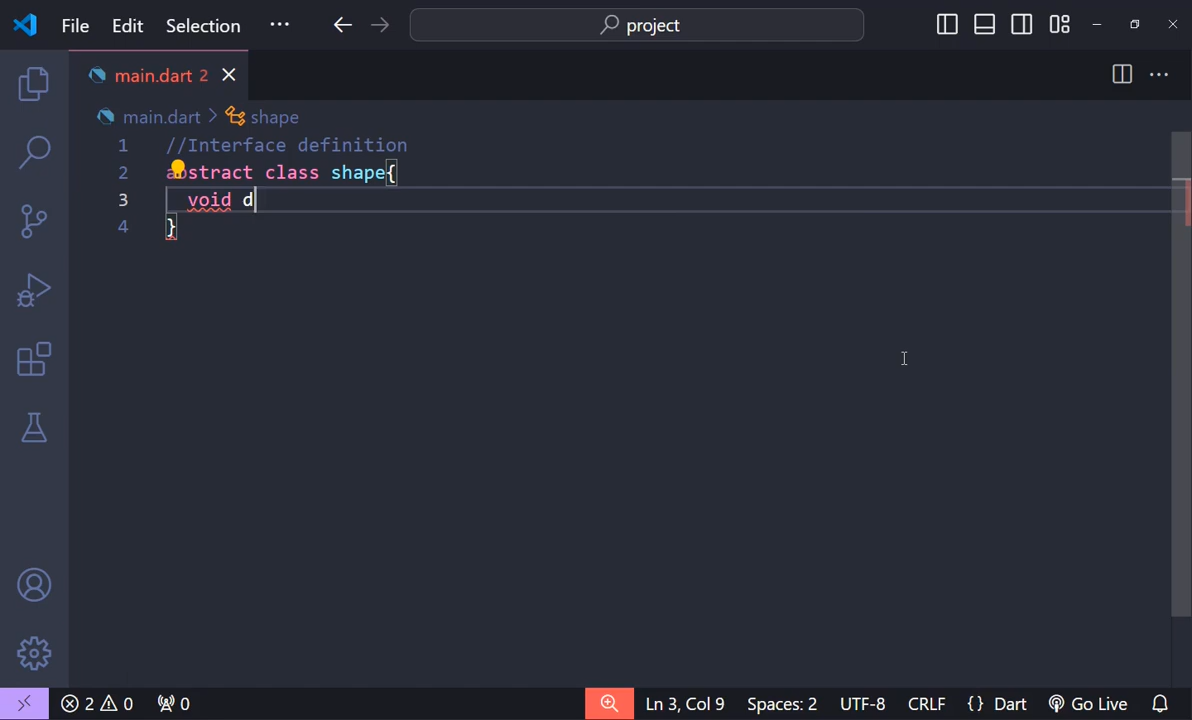 File Edit Selection ··· project
main.dart 2
main.dart > shape
1 //Interface definition
2 abstract class shape{
3 void d
4 }
2 0 0 Ln 3, Col 9 Spaces: 2 UTF-8 CRLF {} Dart Go Live